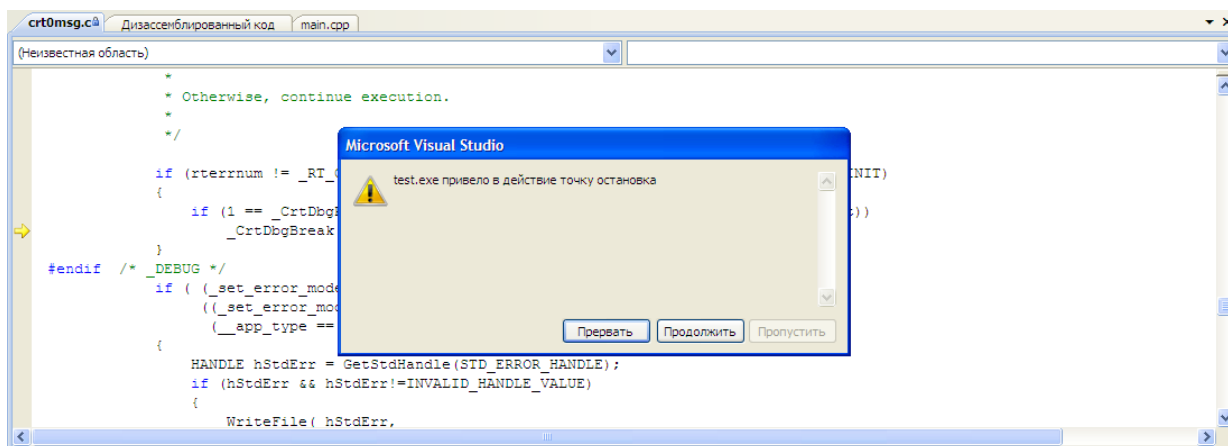 crt0msg.c Дизассемблированный код main.cpp
(Неизвестная область)
*
* Otherwise, continue execution.
*
*/
Microsoft Visual Studio
test.exe привело в действие точку остановка
if (rterrnum != _RT_ NIT)
{
if (1 == _CrtDbg ))
_CrtDbgBreak
}
#endif /* _DEBUG */
if ( (_set_error_mode
((_set_error_mod
(__app_type ==
Прервать Продолжить Пропустить
{
HANDLE hStdErr = GetStdHandle(STD_ERROR_HANDLE);
if (hStdErr && hStdErr!=INVALID_HANDLE_VALUE)
{
WriteFile( hStdErr,